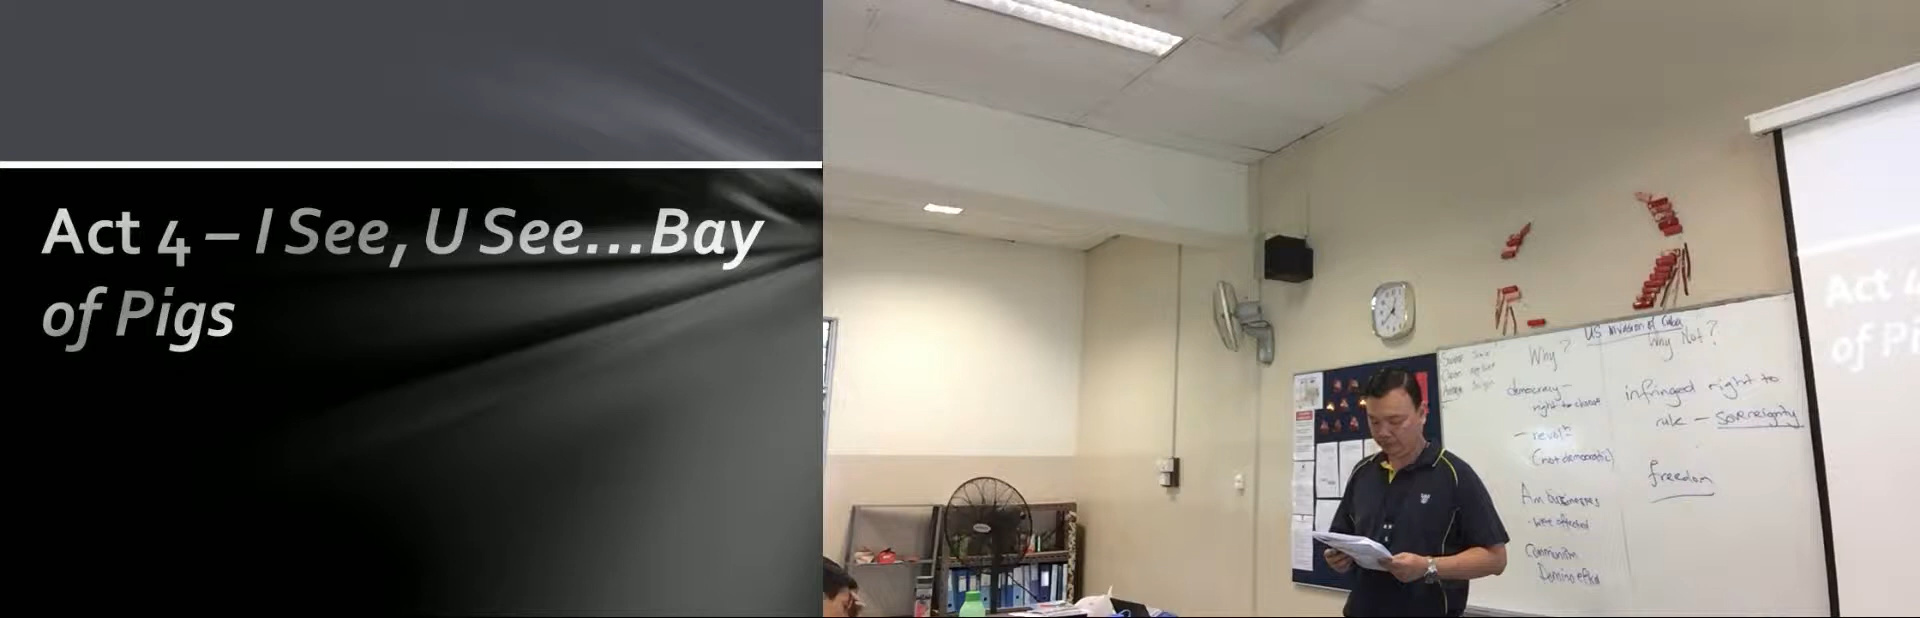 Act 4 – I See, U See...Bay
of Pigs
US Invasion of Cuba
Why?
democracy –
right to choose
– revolt
(not democratic)
Am businesses
- were affected
Communism
Domino effect
Why Not?
infringed right to
rule – sovereignty
freedom
Act 4
of Pi